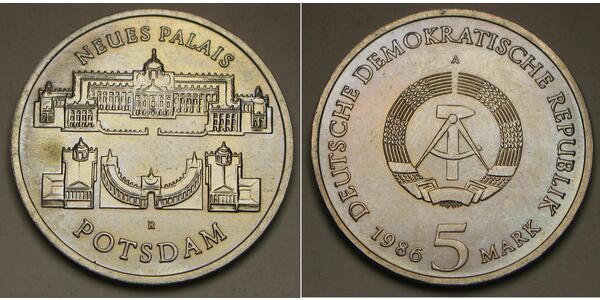 NEUES PALAIS
R
POTSDAM
DEUTSCHE DEMOKRATISCHE REPUBLIK
A
1986 5 MARK